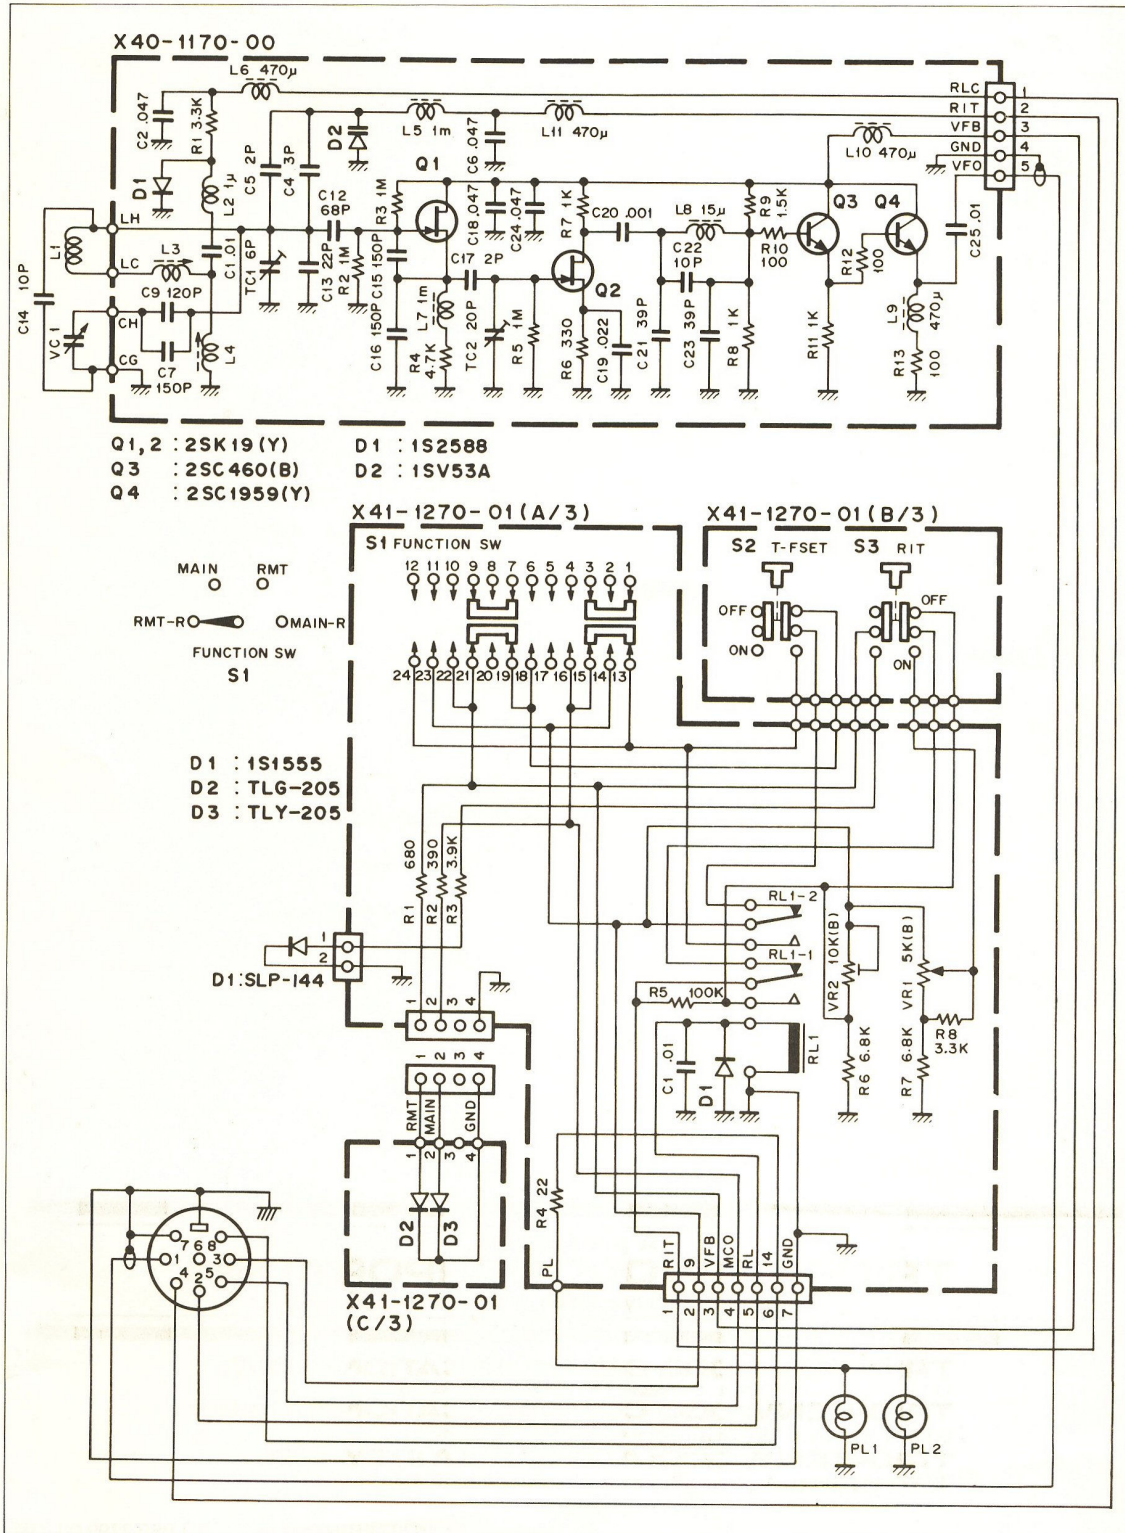 X40-1170-00
L6 470μ
C2 .047
R1 3.3K
D1
L2 1μ
C5 2P
C4 3P
D2
L5 1m
C6 .047
L11 470μ
L10 470μ
RLC 1
RIT 2
VFB 3
GND 4
VFO 5
Q1
C12
68P
R3 1M
C18 .047
C24 .047
R7 1K
C20 .001
L8 15μ
R9
1.5K
Q3
Q4
C25 .01
L1
LH
L3
LC
C1 .01
TC1 6P
C13 22P
R2 1M
C15 150P
C17 2P
Q2
C22
10P
R10
100
R12
100
C14 10P
VC1
CH
CG
C9 120P
C7
150P
L4
C16 150P
L7 1m
R4
4.7K
TC2 20P
R5 1M
R6 330
C19 .022
C21 39P
C23 39P
R8 1K
R11 1K
L9
470μ
R13
100
Q1,2 : 2SK19(Y)
Q3 : 2SC460(B)
Q4 : 2SC1959(Y)
D1 : 1S2588
D2 : 1SV53A
X41-1270-01(A/3)
X41-1270-01(B/3)
S1 FUNCTION SW
12 11 10 9 8 7 6 5 4 3 2 1
24 23 22 21 20 19 18 17 16 15 14 13
S2 T-FSET
S3 RIT
OFF
ON
OFF
ON
MAIN
RMT
RMT-R
MAIN-R
FUNCTION SW
S1
D1 : 1S1555
D2 : TLG-205
D3 : TLY-205
R1 680
R2 390
R3 3.9K
1
2
D1:SLP-144
1 2 3 4
1 2 3 4
RMT
MAIN
GND
1 2 3 4
D2
D3
X41-1270-01
(C/3)
RL1-2
RL1-1
R5 100K
C1 .01
D1
RL1
VR2 10K(B)
VR1 5K(B)
R6 6.8K
R7 6.8K
R8
3.3K
R4 22
PL
RIT
9
VFB
MCO
RL
14
GND
1 2 3 4 5 6 7
7 6 8
1 3
4 2 5
PL1
PL2